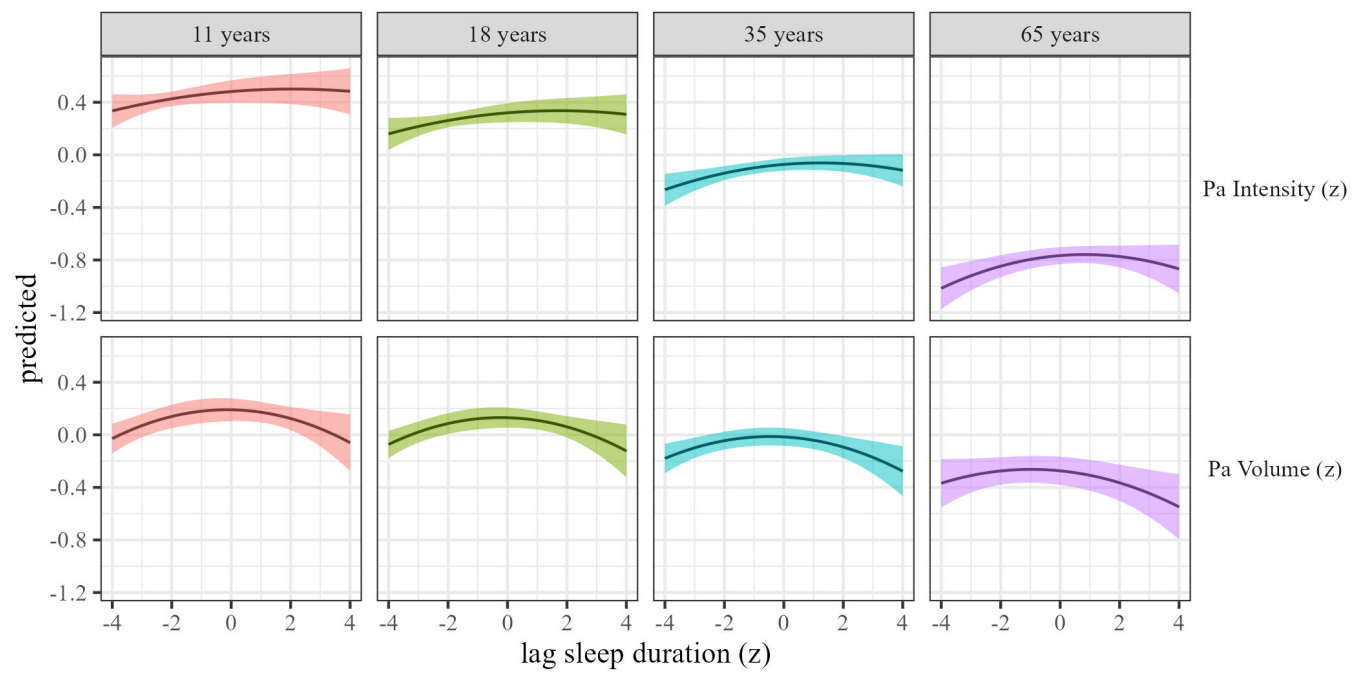 11 years
18 years
35 years
65 years
0.4
0.0
-0.4
-0.8
-1.2
Pa Intensity (z)
predicted
0.4
0.0
-0.4
-0.8
-1.2
Pa Volume (z)
-4 -2 0 2 4
-4 -2 0 2 4
-4 -2 0 2 4
-4 -2 0 2 4
lag sleep duration (z)